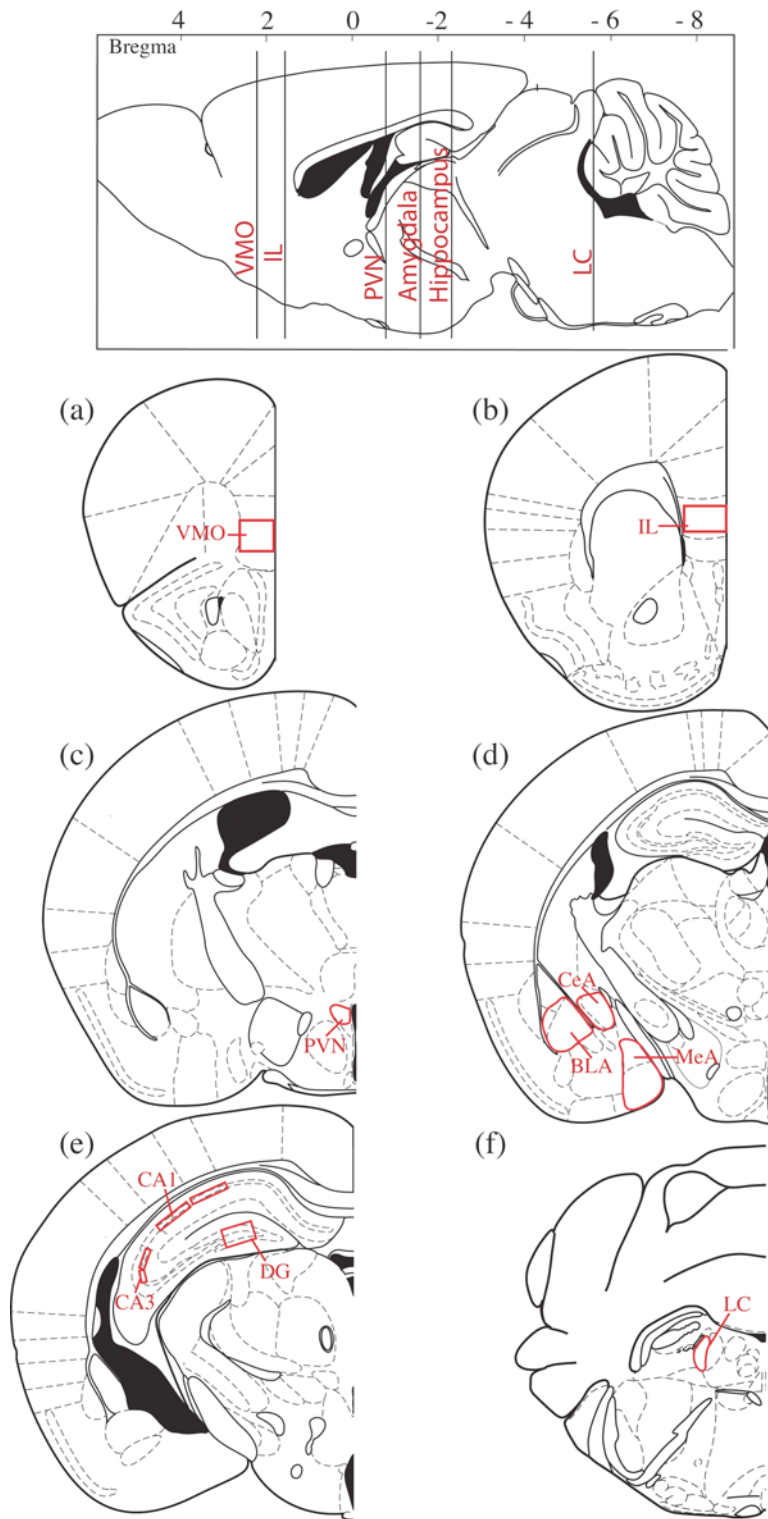 4 2 0 -2 - 4 - 6 - 8
Bregma
VMO
IL
PVN
Amygdala
Hippocampus
LC
(a)
VMO
(b)
IL
(c)
PVN
(d)
CeA
BLA
MeA
(e)
CA1
CA3
DG
(f)
LC